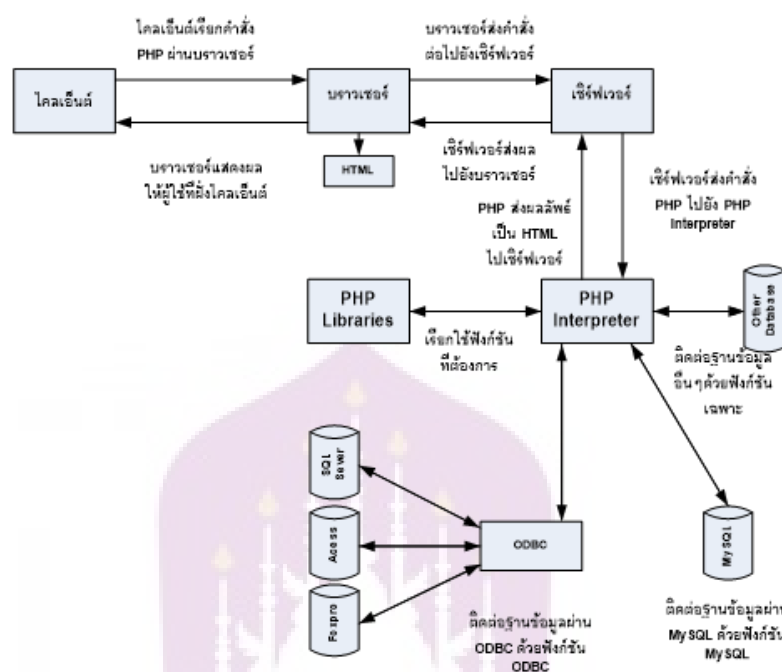 ไคลเอ็นต์เรียกคำสั่ง
PHP ผ่านบราวเซอร์
บราวเซอร์ส่งคำสั่ง
ต่อไปยังเซิร์ฟเวอร์
ไคลเอ็นต์
บราวเซอร์
เซิร์ฟเวอร์
บราวเซอร์แสดงผล
ให้ผู้ใช้ที่ฝั่งไคลเอ็นต์
HTML
เซิร์ฟเวอร์ส่งผล
ไปยังบราวเซอร์
เซิร์ฟเวอร์ส่งคำสั่ง
PHP ไปยัง PHP
Interpreter
PHP ส่งผลลัพธ์
เป็น HTML
ไปเซิร์ฟเวอร์
PHP
Libraries
PHP
Interpreter
Other
Database
เรียกใช้ฟังก์ชัน
ที่ต้องการ
ติดต่อฐานข้อมูล
อื่นๆด้วยฟังก์ชัน
เฉพาะ
SQL
Sever
Acess
Foxpro
ODBC
MySQL
ติดต่อฐานข้อมูลผ่าน
ODBC ด้วยฟังก์ชัน
ODBC
ติดต่อฐานข้อมูลผ่าน
MySQL ด้วยฟังก์ชัน
MySQL